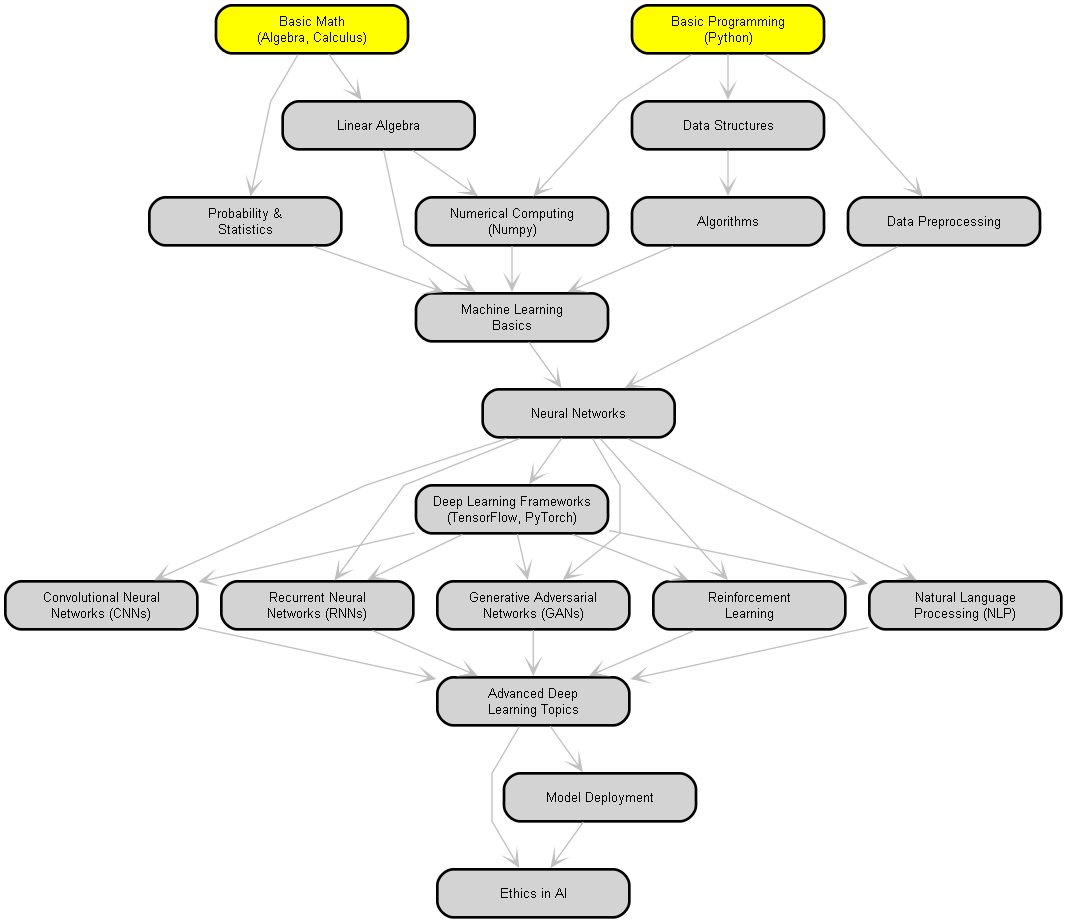 Basic Math
(Algebra, Calculus)
Basic Programming
(Python)
Linear Algebra
Data Structures
Probability &
Statistics
Numerical Computing
(Numpy)
Algorithms
Data Preprocessing
Machine Learning
Basics
Neural Networks
Deep Learning Frameworks
(TensorFlow, PyTorch)
Convolutional Neural
Networks (CNNs)
Recurrent Neural
Networks (RNNs)
Generative Adversarial
Networks (GANs)
Reinforcement
Learning
Natural Language
Processing (NLP)
Advanced Deep
Learning Topics
Model Deployment
Ethics in AI